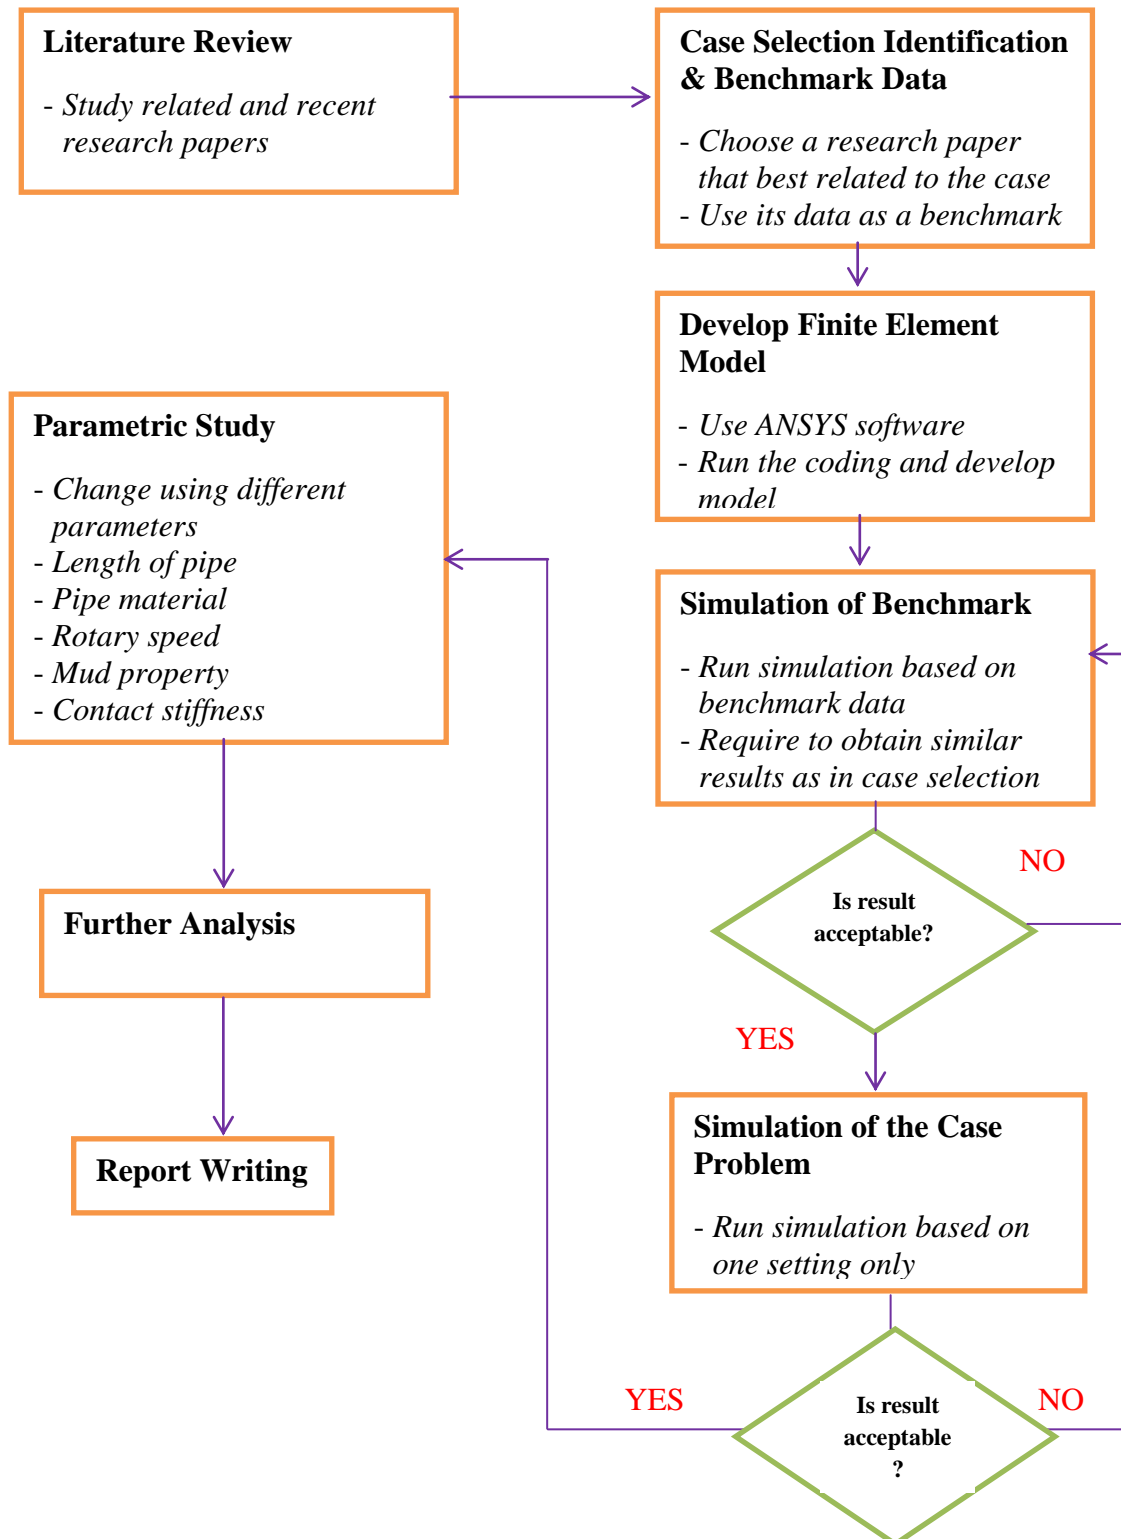 Literature Review
- Study related and recent
research papers
Case Selection Identification
& Benchmark Data
- Choose a research paper
that best related to the case
- Use its data as a benchmark
Develop Finite Element
Model
- Use ANSYS software
- Run the coding and develop
model
Simulation of Benchmark
- Run simulation based on
benchmark data
- Require to obtain similar
results as in case selection
Is result
acceptable?
NO
YES
Simulation of the Case
Problem
- Run simulation based on
one setting only
Is result
acceptable
?
YES
NO
Parametric Study
- Change using different
parameters
- Length of pipe
- Pipe material
- Rotary speed
- Mud property
- Contact stiffness
Further Analysis
Report Writing